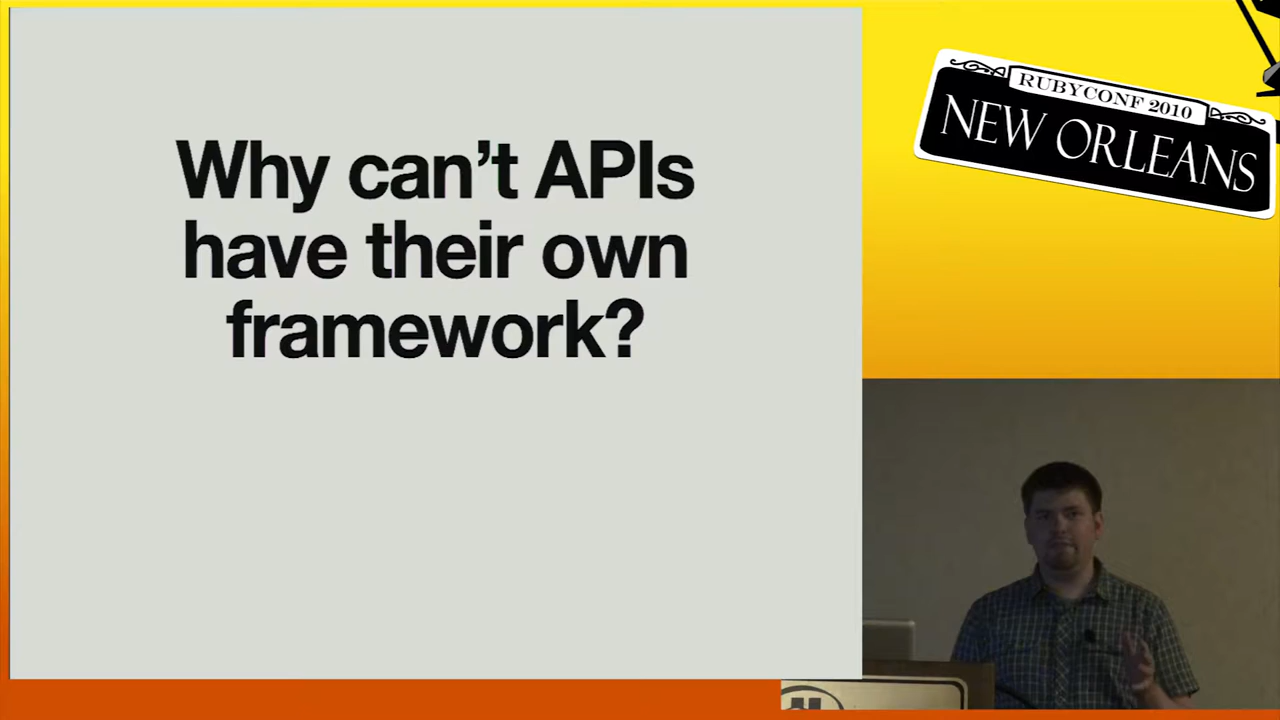 Why can’t APIs
have their own
framework?
RUBYCONF 2010
NEW ORLEANS